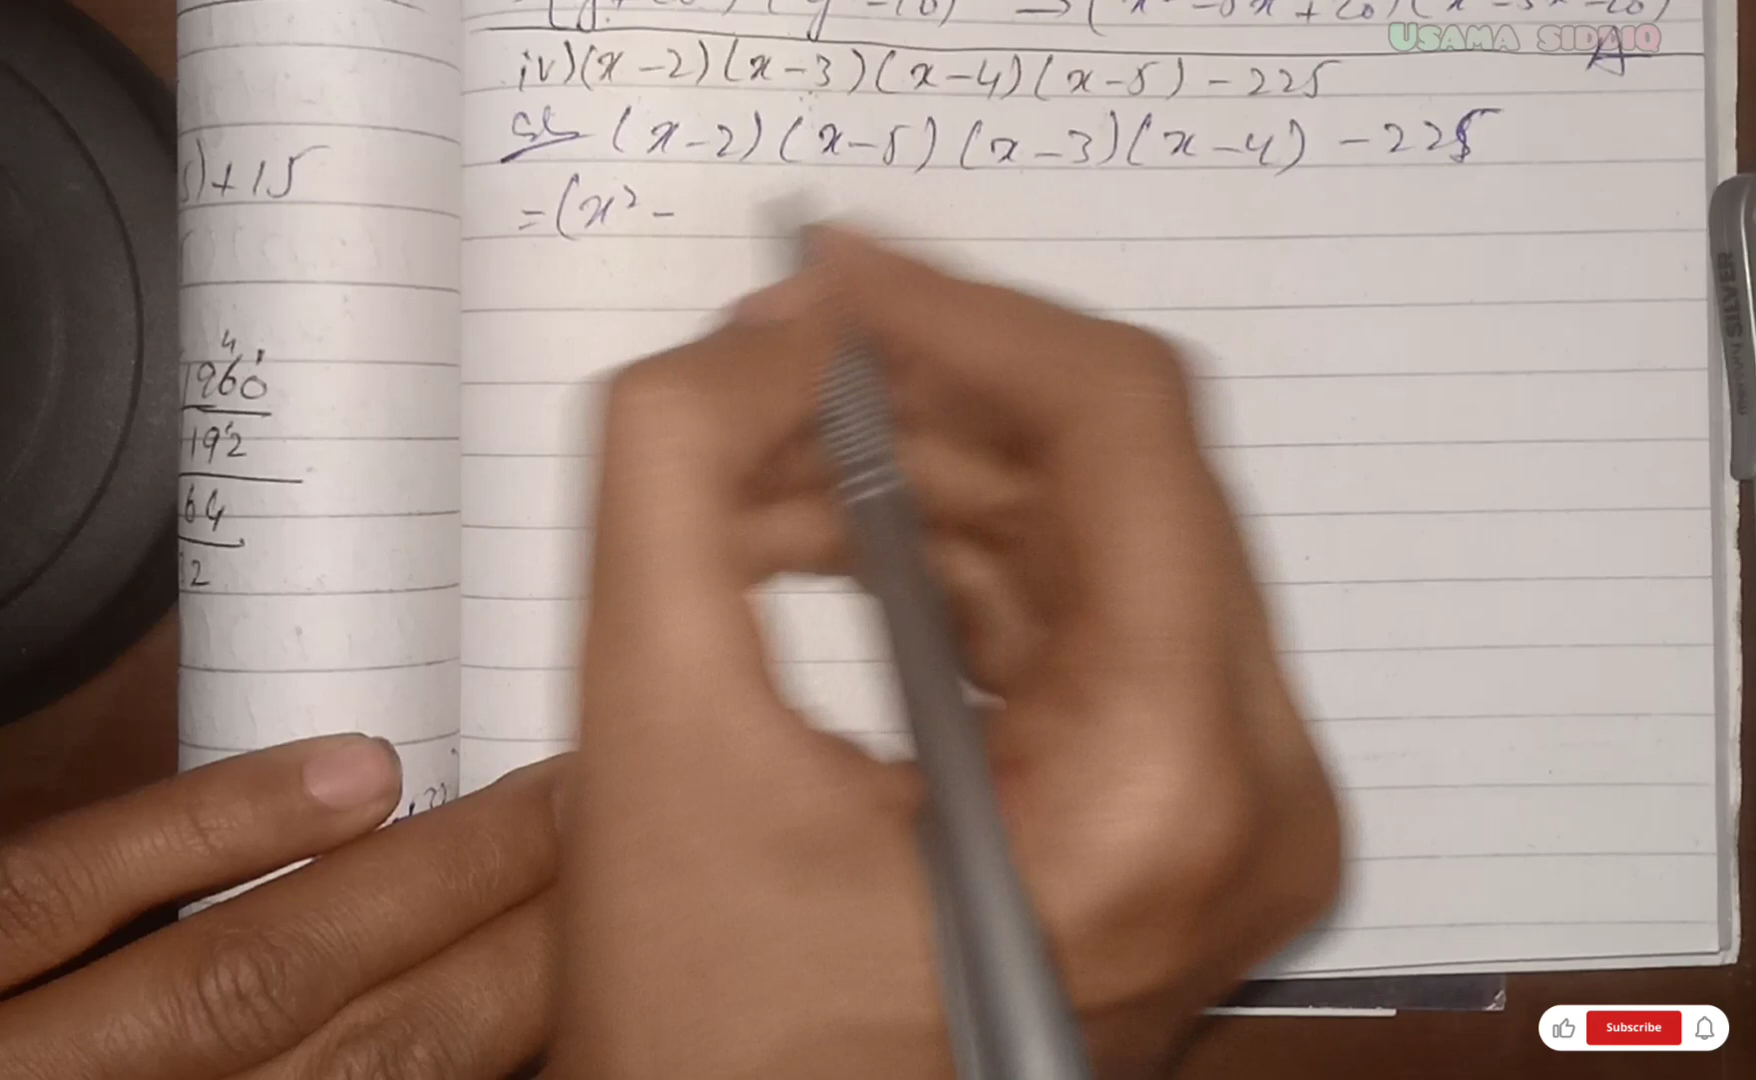 USAMA SIDDIQ
iv)(x-2)(x-3)(x-4)(x-5)-225
Sol (x-2)(x-5)(x-3)(x-4)-225
=(x²-
)+15
1960
192
64
2
SILVER
Subscribe